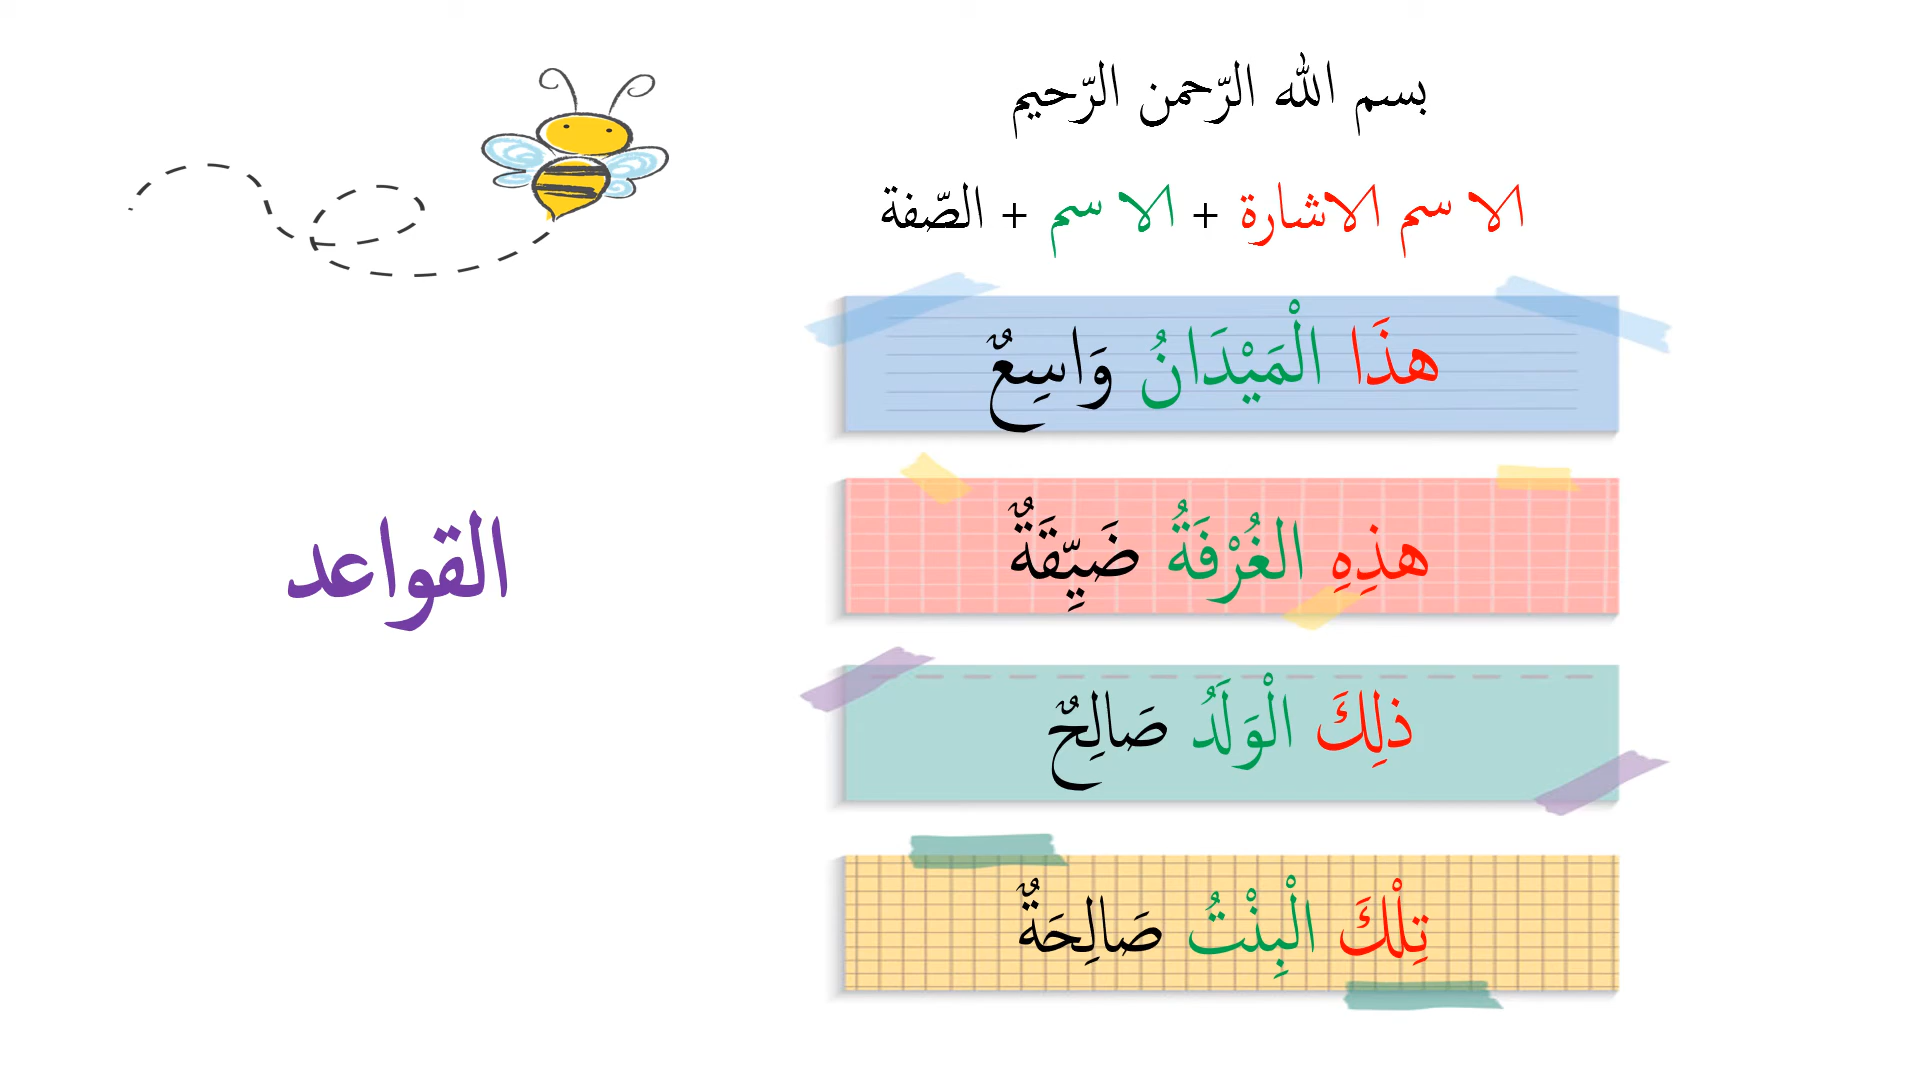 بسم الله الرّحمن الرّحيم
الا سم الاشارة + الا سم + الصّفة
هذَا الْمَيْدَانُ وَاسِعٌ
هذِهِ الغُرْفَةُ ضَيِّقَةٌ
القواعد
ذلِكَ الْوَلَدُ صَالِحٌ
تِلْكَ الْبِنْتُ صَالِحَةٌ